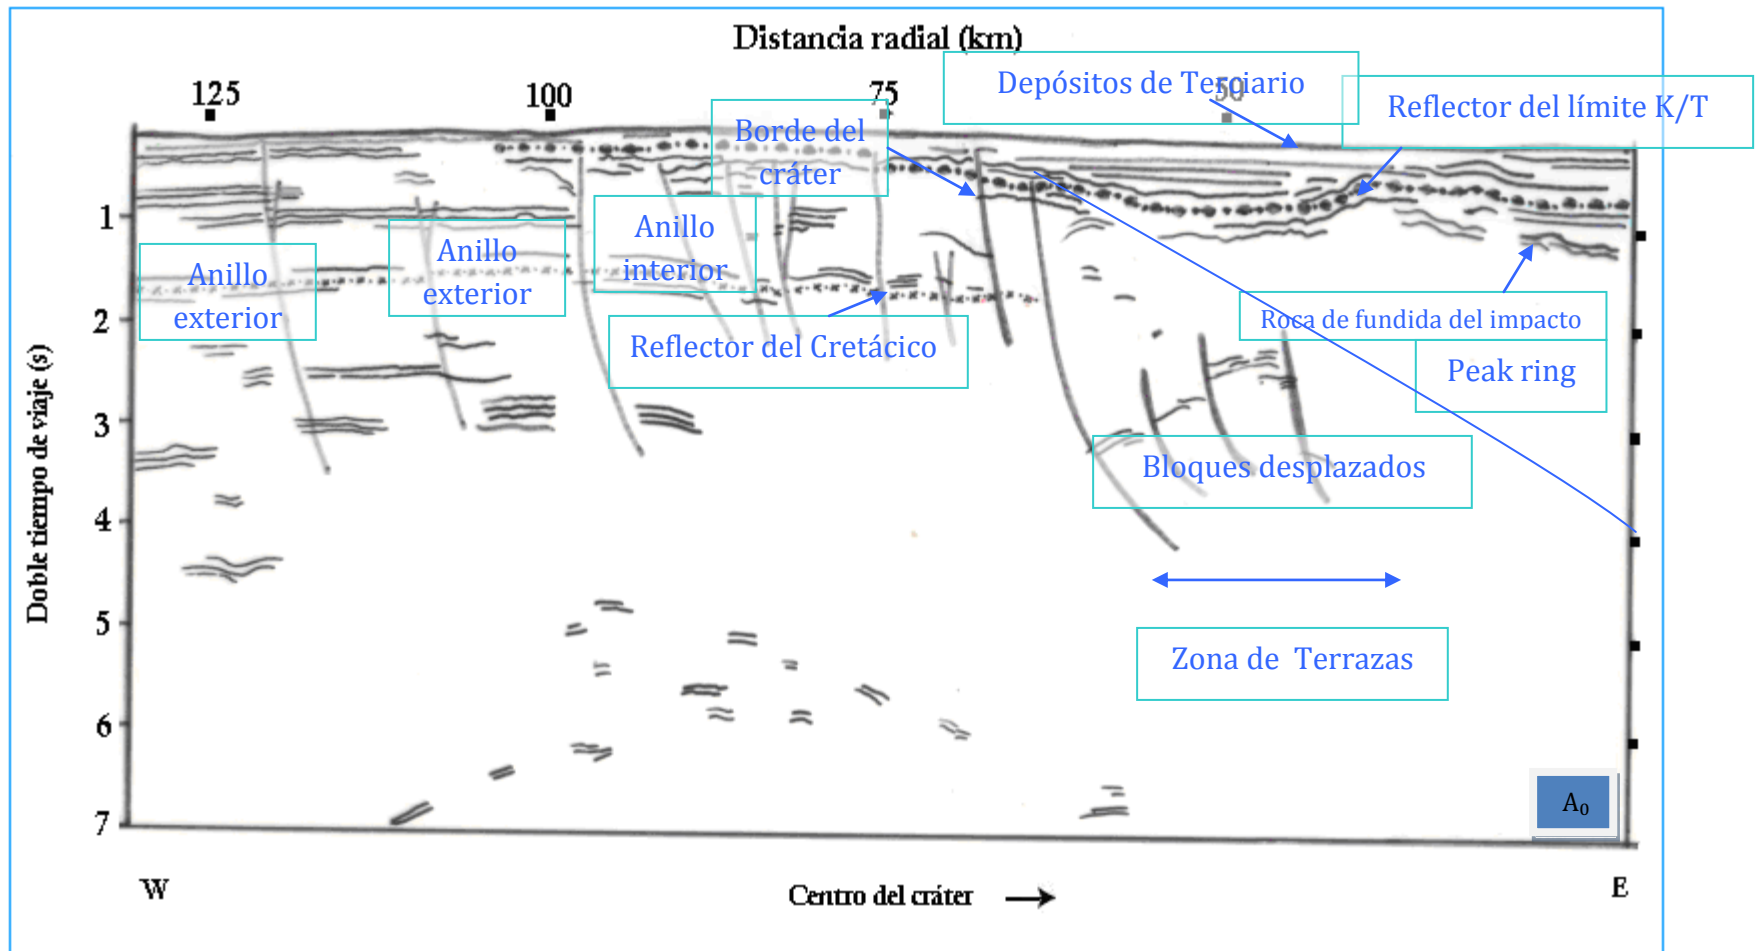 Distancia radial (km)
125
100
75
50
Depósitos de Terciario
Reflector del límite K/T
Borde del
cráter
Anillo
interior
Anillo
exterior
Anillo
exterior
Reflector del Cretácico
Roca de fundida del impacto
Peak ring
Bloques desplazados
Zona de Terrazas
Doble tiempo de viaje (s)
1
2
3
4
5
6
7
A₀
W
Centro del cráter
E